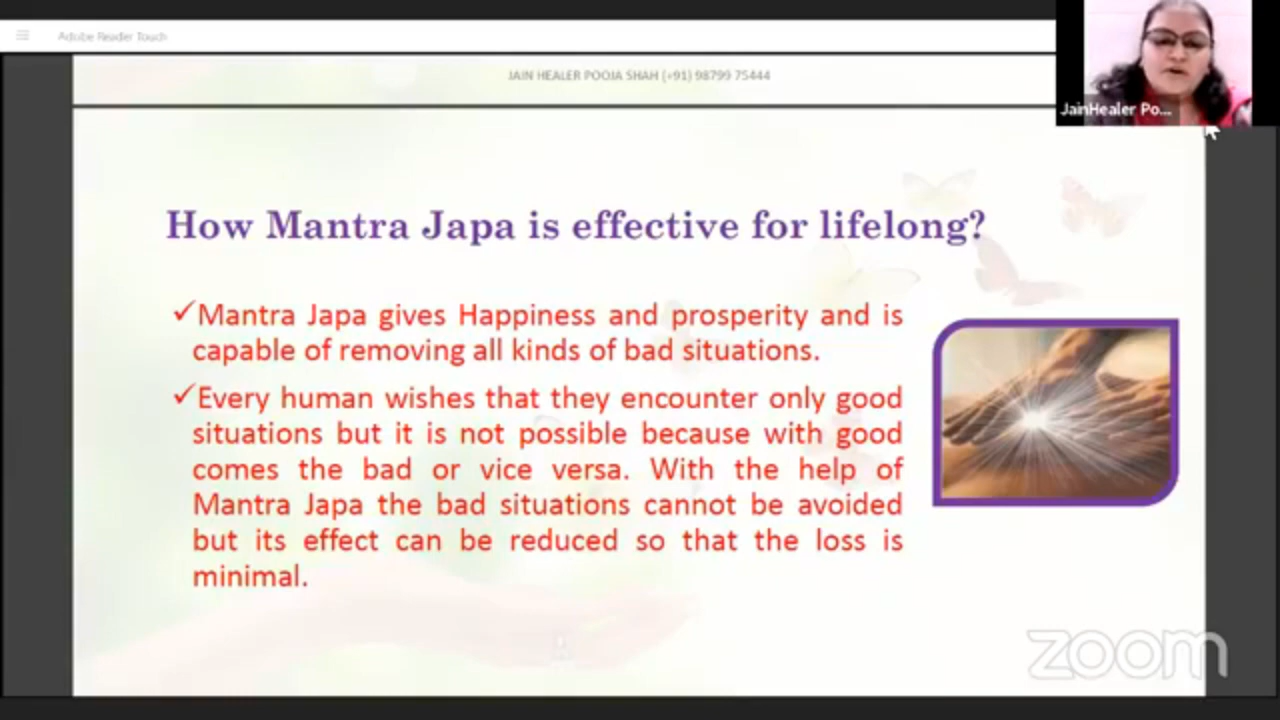 Adobe Reader Touch
JAIN HEALER POOJA SHAH (+91) 98799 75444
JainHealer Po...
How Mantra Japa is effective for lifelong?
✓Mantra Japa gives Happiness and prosperity and is
capable of removing all kinds of bad situations.
✓Every human wishes that they encounter only good
situations but it is not possible because with good
comes the bad or vice versa. With the help of
Mantra Japa the bad situations cannot be avoided
but its effect can be reduced so that the loss is
minimal.
zoom